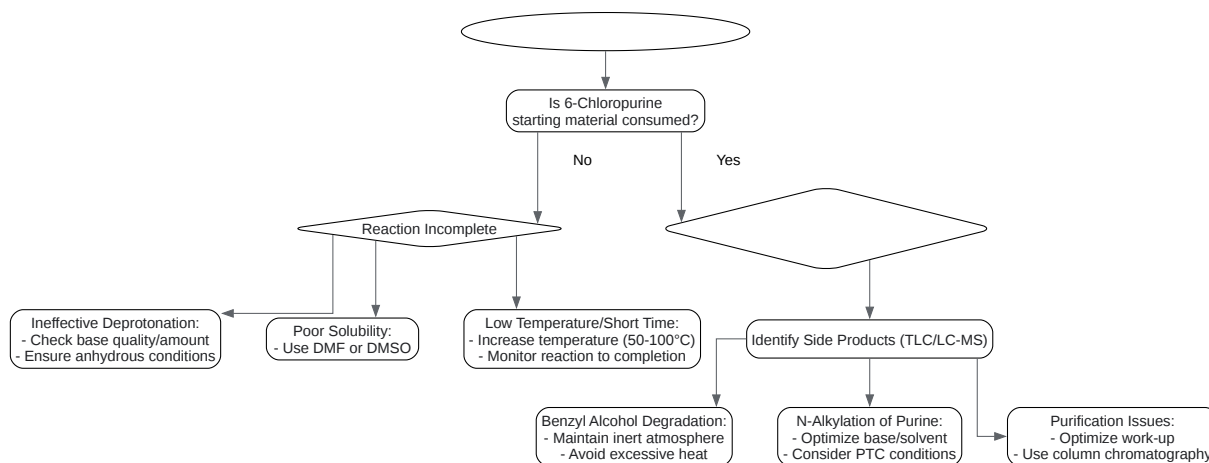 Is 6-Chloropurine
starting material consumed?
No
Yes
Reaction Incomplete
Ineffective Deprotonation:
- Check base quality/amount
- Ensure anhydrous conditions
Poor Solubility:
- Use DMF or DMSO
Low Temperature/Short Time:
- Increase temperature (50-100°C)
- Monitor reaction to completion
Identify Side Products (TLC/LC-MS)
Benzyl Alcohol Degradation:
- Maintain inert atmosphere
- Avoid excessive heat
N-Alkylation of Purine:
- Optimize base/solvent
- Consider PTC conditions
Purification Issues:
- Optimize work-up
- Use column chromatography